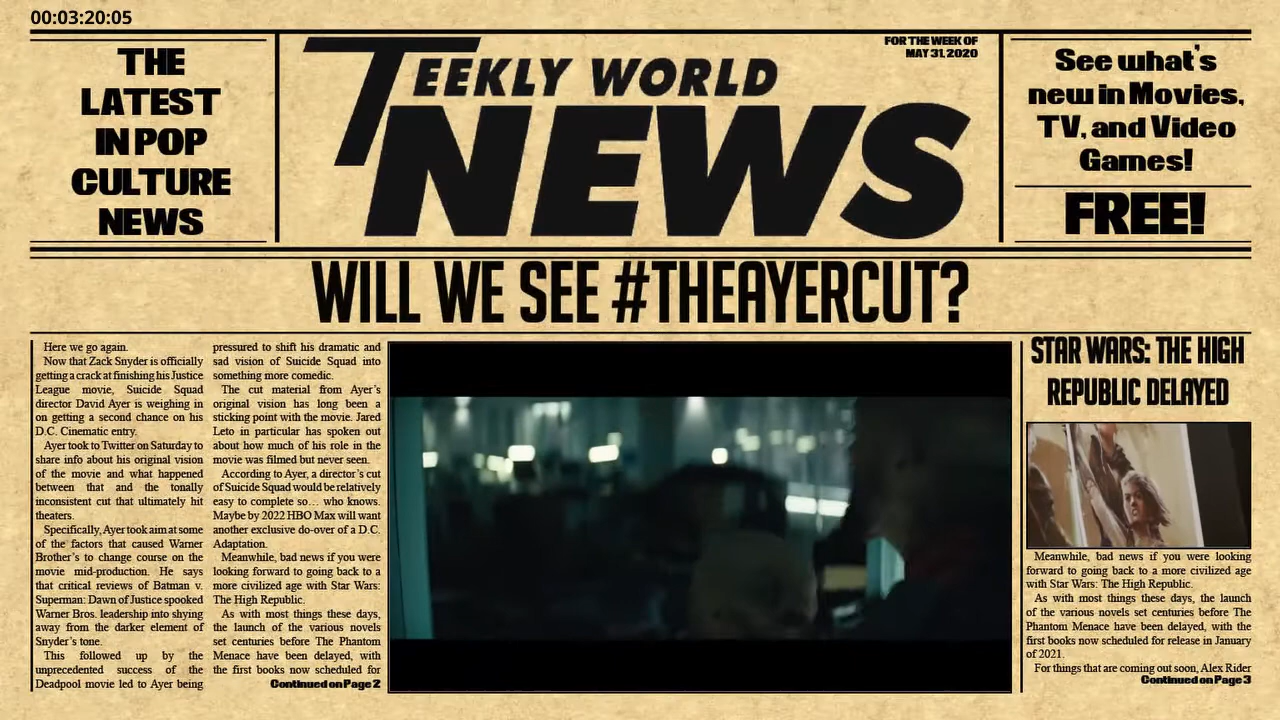 00:03:20:05
THE
LATEST
IN POP
CULTURE
NEWS
TEEKLY WORLD
NEWS
FOR THE WEEK OF
MAY 31, 2020
See what's
new in Movies,
TV, and Video
Games!
FREE!
WILL WE SEE #THEAYERCUT?
Here we go again.
Now that Zack Snyder is officially
getting a crack at finishing his Justice
League movie, Suicide Squad
director David Ayer is weighing in
on getting a second chance on his
D.C. Cinematic entry.
Ayer took to Twitter on Saturday to
share info about his original vision
of the movie and what happened
between that and the tonally
inconsistent cut that ultimately hit
theaters.
Specifically, Ayer took aim at some
of the factors that caused Warner
Brother's to change course on the
movie mid-production. He says
that critical reviews of Batman v.
Superman: Dawn of Justice spooked
Warner Bros. leadership into shying
away from the darker element of
Snyder's tone.
This followed up by the
unprecedented success of the
Deadpool movie led to Ayer being
pressured to shift his dramatic and
sad vision of Suicide Squad into
something more comedic.
The cut material from Ayer's
original vision has long been a
sticking point with the movie. Jared
Leto in particular has spoken out
about how much of his role in the
movie was filmed but never seen.
According to Ayer, a director's cut
of Suicide Squad would be relatively
easy to complete so… who knows.
Maybe by 2022 HBO Max will want
another exclusive do-over of a D.C.
Adaptation.
Meanwhile, bad news if you were
looking forward to going back to a
more civilized age with Star Wars:
The High Republic.
As with most things these days,
the launch of the various novels
set centuries before The Phantom
Menace have been delayed, with
the first books now scheduled for
Continued on Page 2
STAR WARS: THE HIGH
REPUBLIC DELAYED
Meanwhile, bad news if you were looking
forward to going back to a more civilized age
with Star Wars: The High Republic.
As with most things these days, the launch
of the various novels set centuries before The
Phantom Menace have been delayed, with the
first books now scheduled for release in January
of 2021.
For things that are coming out soon, Alex Rider
Continued on Page 3